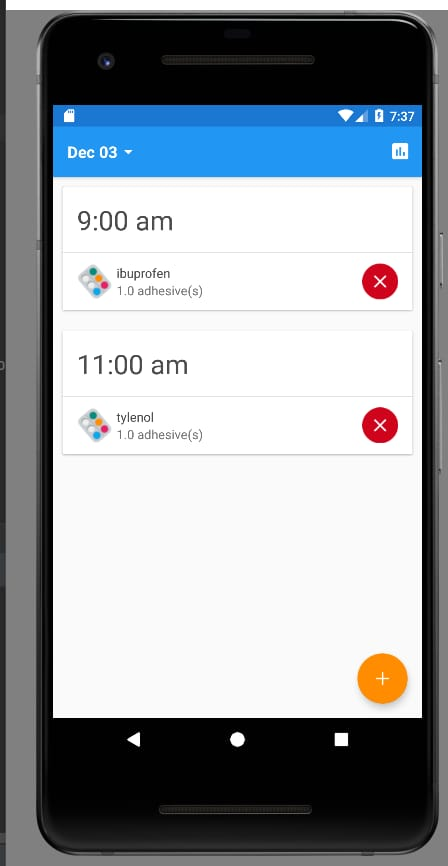 7:37
Dec 03
9:00 am
ibuprofen
1.0 adhesive(s)
11:00 am
tylenol
1.0 adhesive(s)